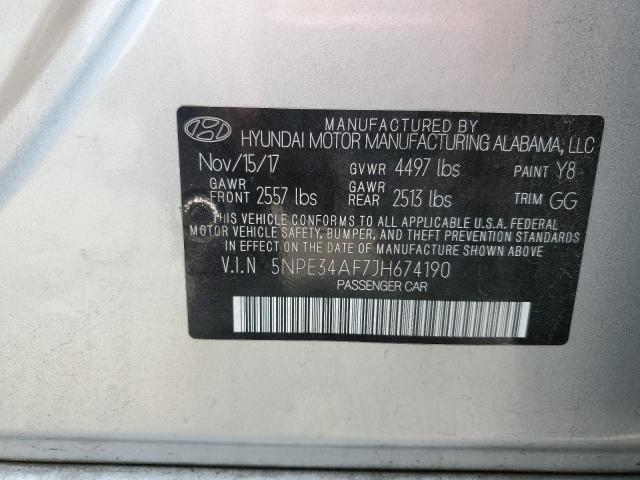 MANUFACTURED BY
HYUNDAI MOTOR MANUFACTURING ALABAMA, LLC
Nov/15/17 GVWR 4497 lbs PAINT Y8
GAWR FRONT 2557 lbs GAWR REAR 2513 lbs TRIM GG
THIS VEHICLE CONFORMS TO ALL APPLICABLE U.S.A. FEDERAL
MOTOR VEHICLE SAFETY, BUMPER, AND THEFT PREVENTION STANDARDS
IN EFFECT ON THE DATE OF MANUFACTURE SHOWN ABOVE
V.I.N 5NPE34AF7JH674190
PASSENGER CAR